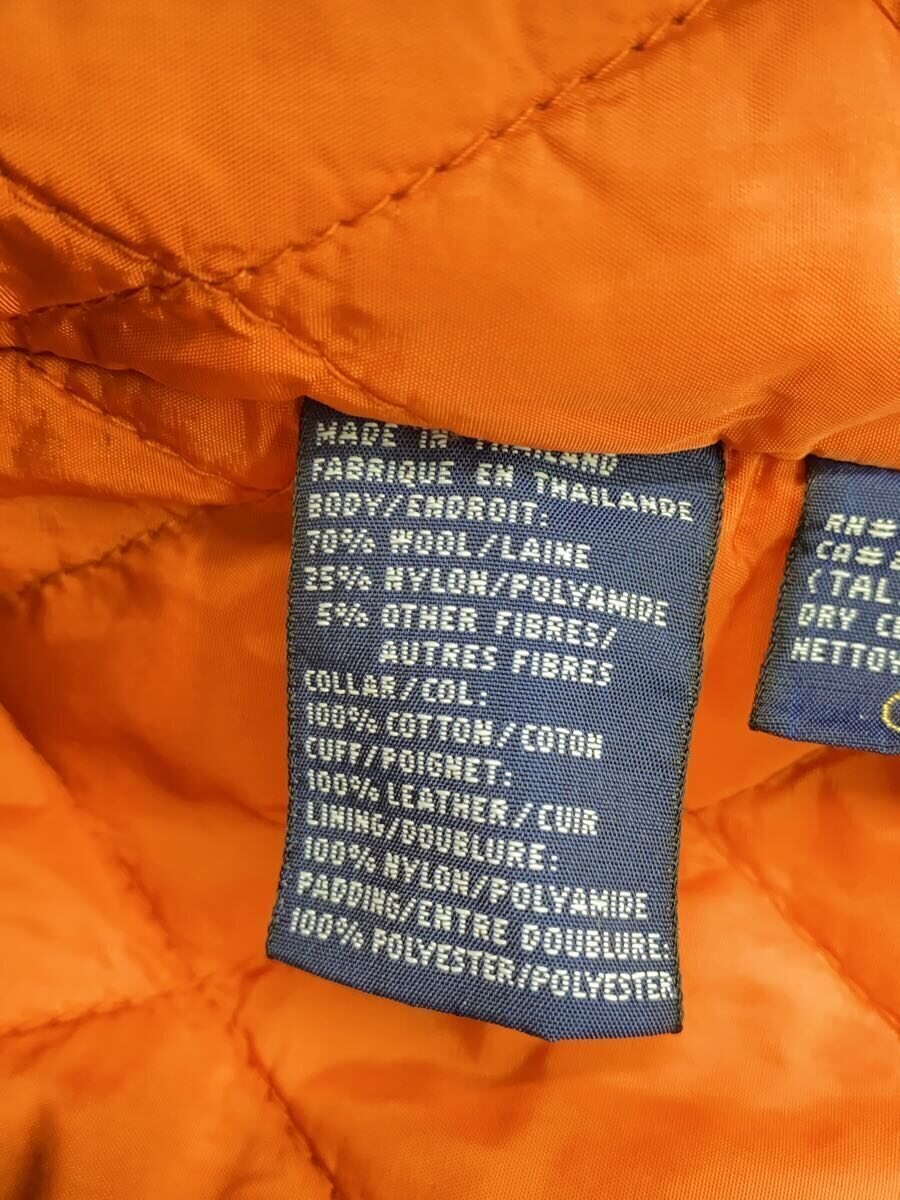 MADE IN THAILAND
FABRIQUE EN THAILANDE
BODY/ENDROIT:
70% WOOL/LAINE
25% NYLON/POLYAMIDE
5% OTHER FIBRES/
AUTRES FIBRES
COLLAR/COL:
100% COTTON/COTON
CUFF/POIGNET:
100% LEATHER/CUIR
LINING/DOUBLURE:
100% NYLON/POLYAMIDE
PADDING/ENTRE DOUBLURE:
100% POLYESTER/POLYESTER
RN#
CA#
(TAL
DRY